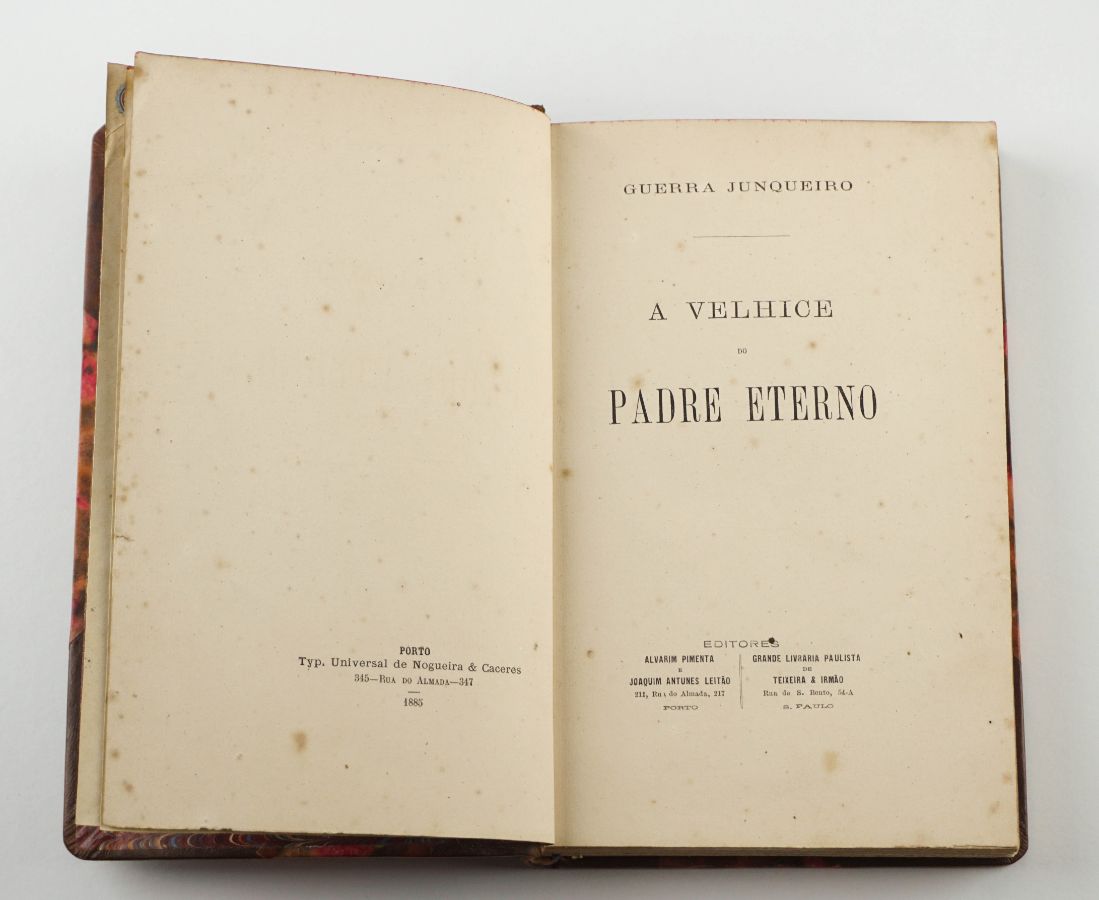 PORTO
Typ. Universal de Nogueira & Caceres
345—RUA DO ALMADA—347
1885
GUERRA JUNQUEIRO
A VELHICE
DO
PADRE ETERNO
EDITORES
ALVARIM PIMENTA
E
JOAQUIM ANTUNES LEITÃO
211, Rua do Almada, 217
PORTO
GRANDE LIVRARIA PAULISTA
DE
TEIXEIRA & IRMÃO
Rua de S. Bento, 54-A
S. PAULO